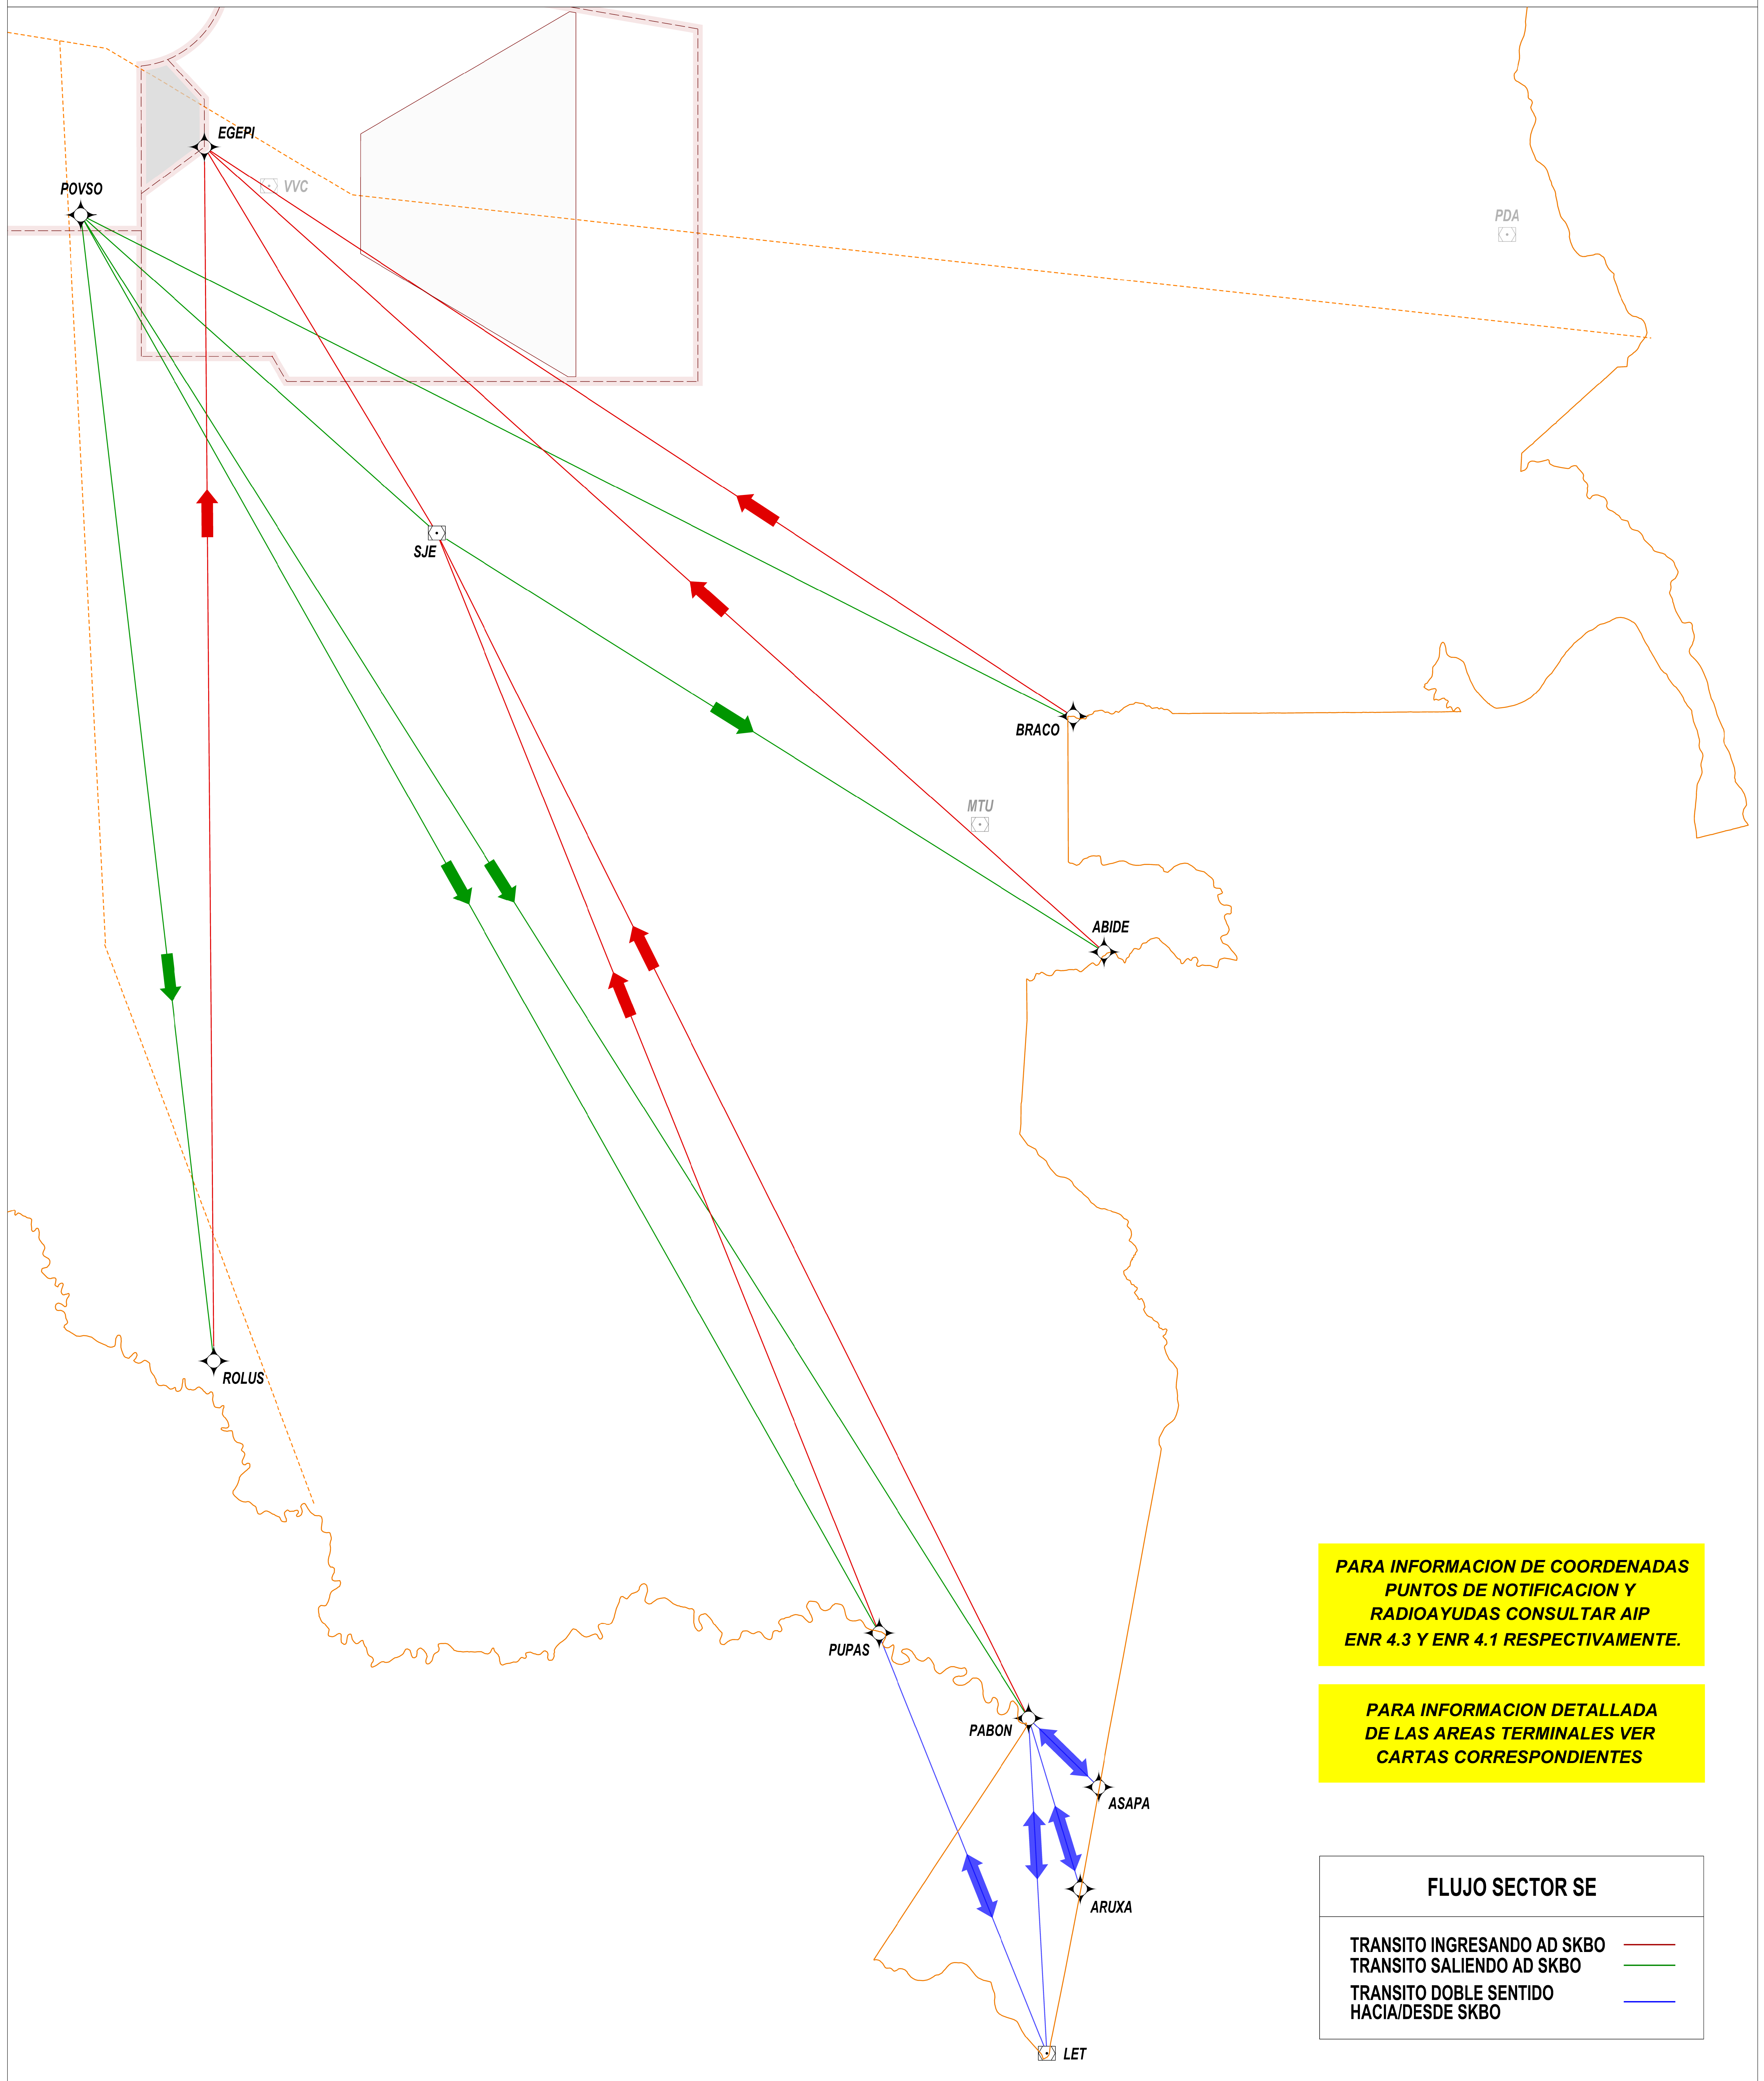 EGEPI
VVC
POVSO
PDA
SJE
BRACO
MTU
ABIDE
ROLUS
PUPAS
PABON
ASAPA
ARUXA
LET
PARA INFORMACION DE COORDENADAS
PUNTOS DE NOTIFICACION Y
RADIOAYUDAS CONSULTAR AIP
ENR 4.3 Y ENR 4.1 RESPECTIVAMENTE.
PARA INFORMACION DETALLADA
DE LAS AREAS TERMINALES VER
CARTAS CORRESPONDIENTES
FLUJO SECTOR SE
TRANSITO INGRESANDO AD SKBO
TRANSITO SALIENDO AD SKBO
TRANSITO DOBLE SENTIDO
HACIA/DESDE SKBO